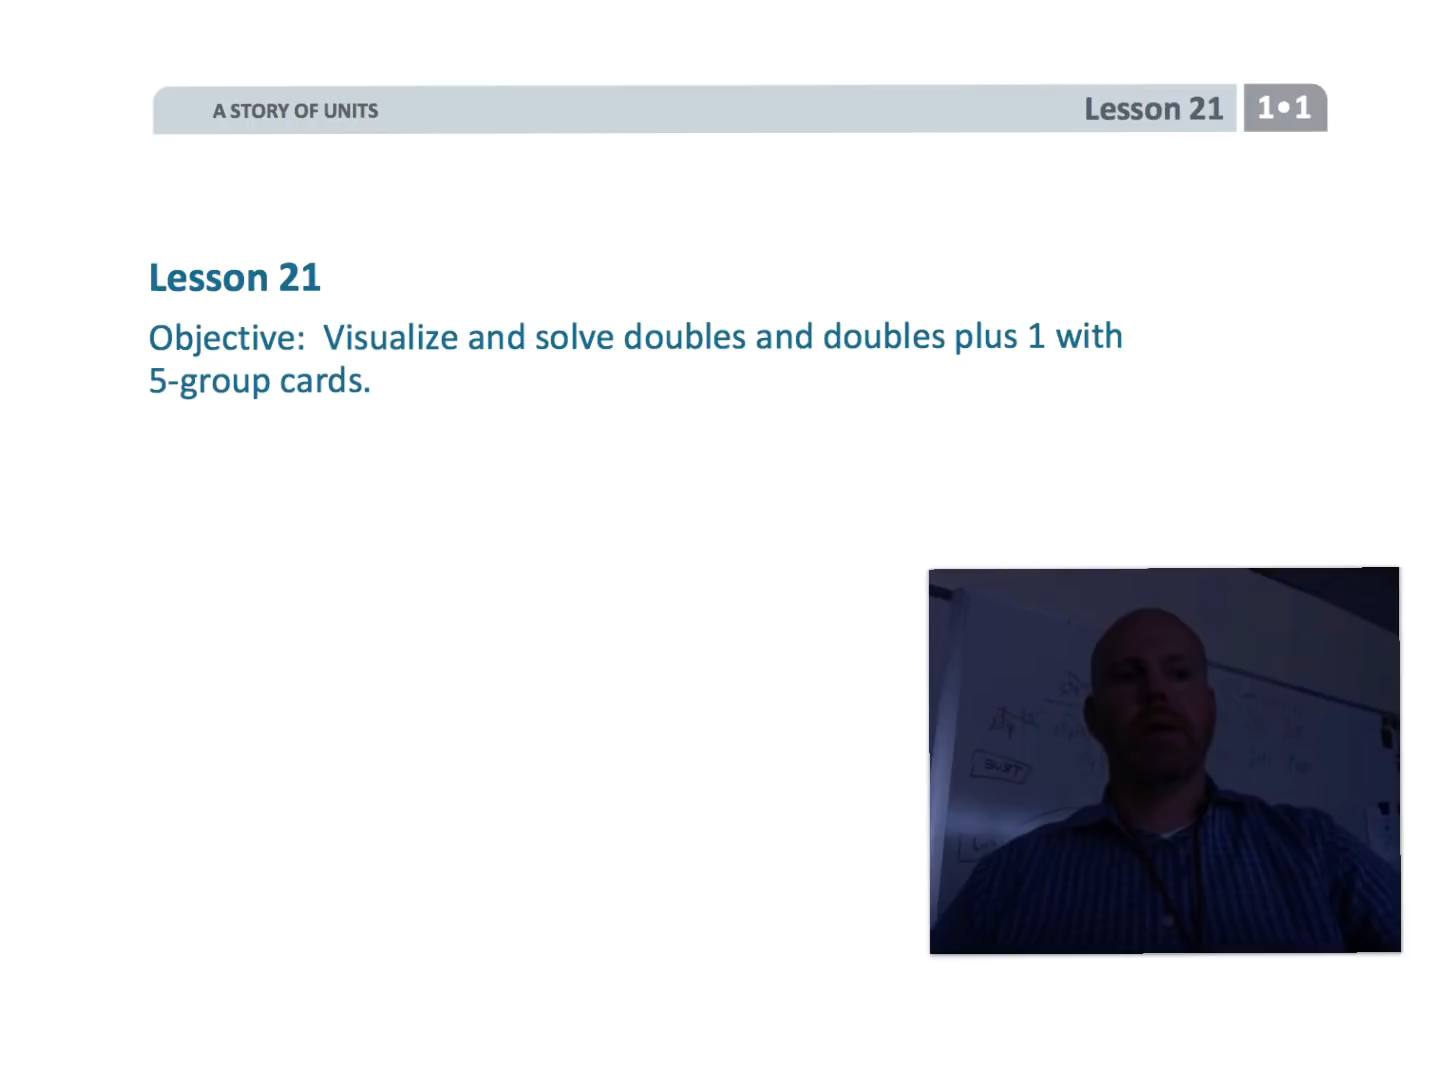 A STORY OF UNITS
Lesson 21
1•1
Lesson 21
Objective:  Visualize and solve doubles and doubles plus 1 with
5-group cards.